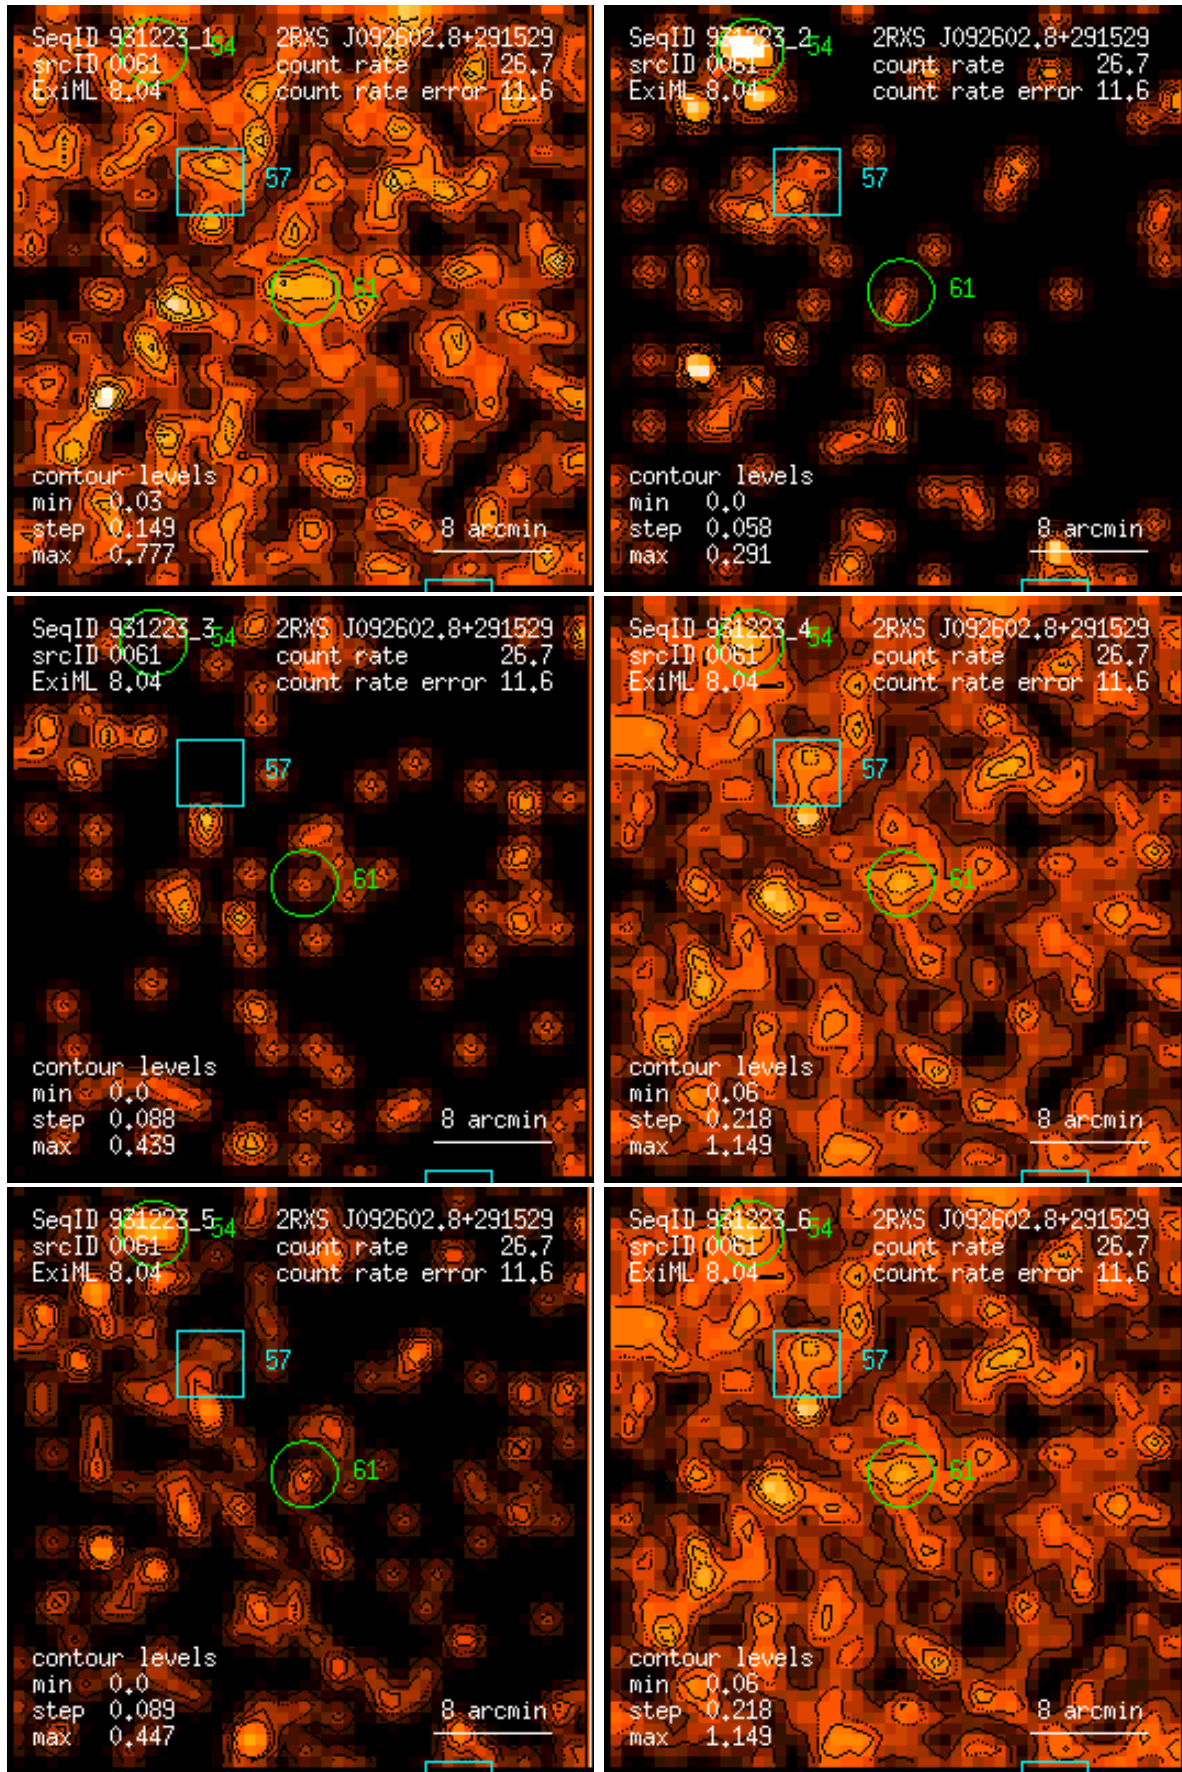 SeqID 931223_1 54 2RXS J092602.8+291529
srcID 0061 count rate 26.7
ExiML 8.04 count rate error 11.6
57
61
contour levels
min 0.03
step 0.149 8 arcmin
max 0.777
SeqID 931223_2 54 2RXS J092602.8+291529
srcID 0061 count rate 26.7
ExiML 8.04 count rate error 11.6
57
61
contour levels
min 0.0
step 0.058 8 arcmin
max 0.291
SeqID 931223_3 54 2RXS J092602.8+291529
srcID 0061 count rate 26.7
ExiML 8.04 count rate error 11.6
57
61
contour levels
min 0.0
step 0.088 8 arcmin
max 0.439
SeqID 931223_4 54 2RXS J092602.8+291529
srcID 0061 count rate 26.7
ExiML 8.04 count rate error 11.6
57
61
contour levels
min 0.06
step 0.218 8 arcmin
max 1.149
SeqID 931223_5 54 2RXS J092602.8+291529
srcID 0061 count rate 26.7
ExiML 8.04 count rate error 11.6
57
61
contour levels
min 0.0
step 0.089 8 arcmin
max 0.447
SeqID 931223_6 54 2RXS J092602.8+291529
srcID 0061 count rate 26.7
ExiML 8.04 count rate error 11.6
57
61
contour levels
min 0.06
step 0.218 8 arcmin
max 1.149